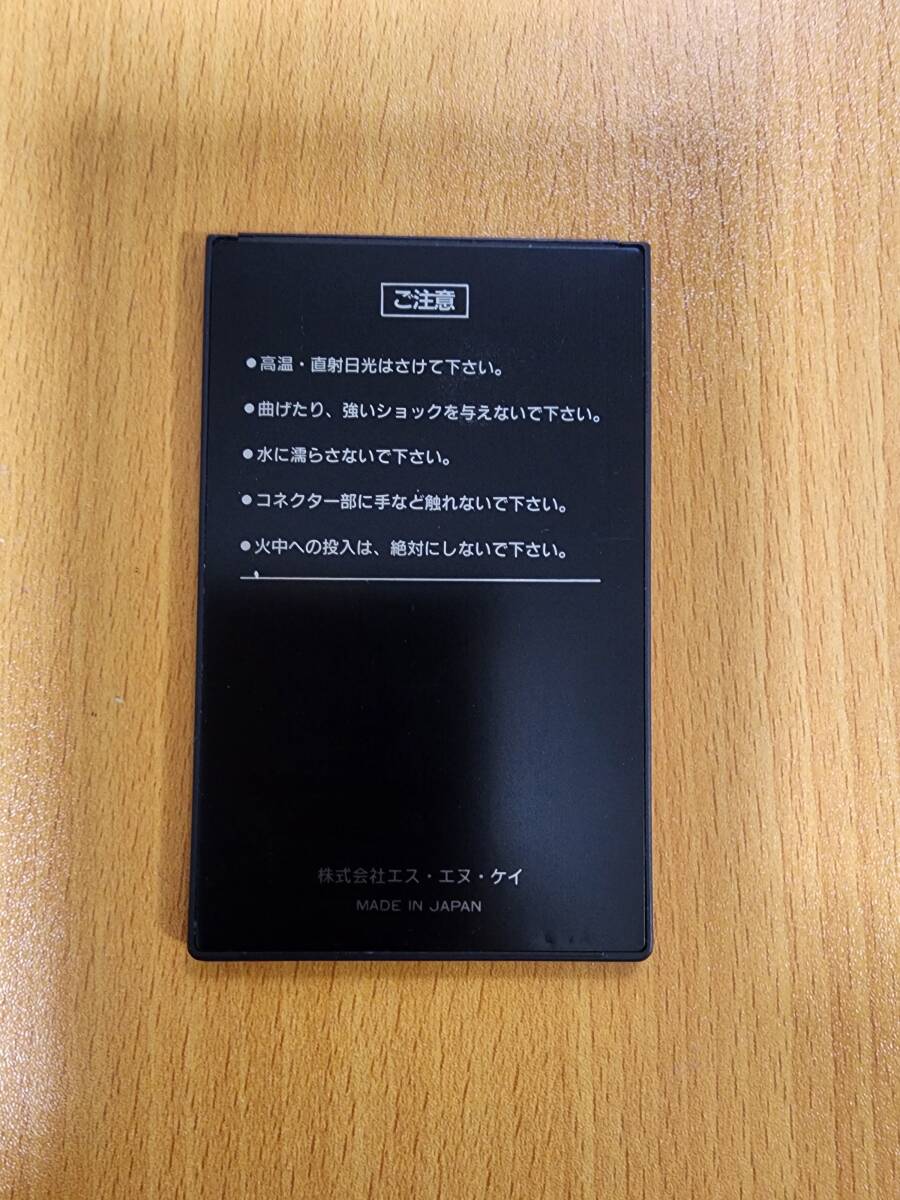 ご注意
●高温・直射日光はさけて下さい。
●曲げたり、強いショックを与えないで下さい。
●水に濡らさないで下さい。
●コネクター部に手など触れないで下さい。
●火中への投入は、絶対にしないで下さい。
株式会社エス・エヌ・ケイ
MADE IN JAPAN